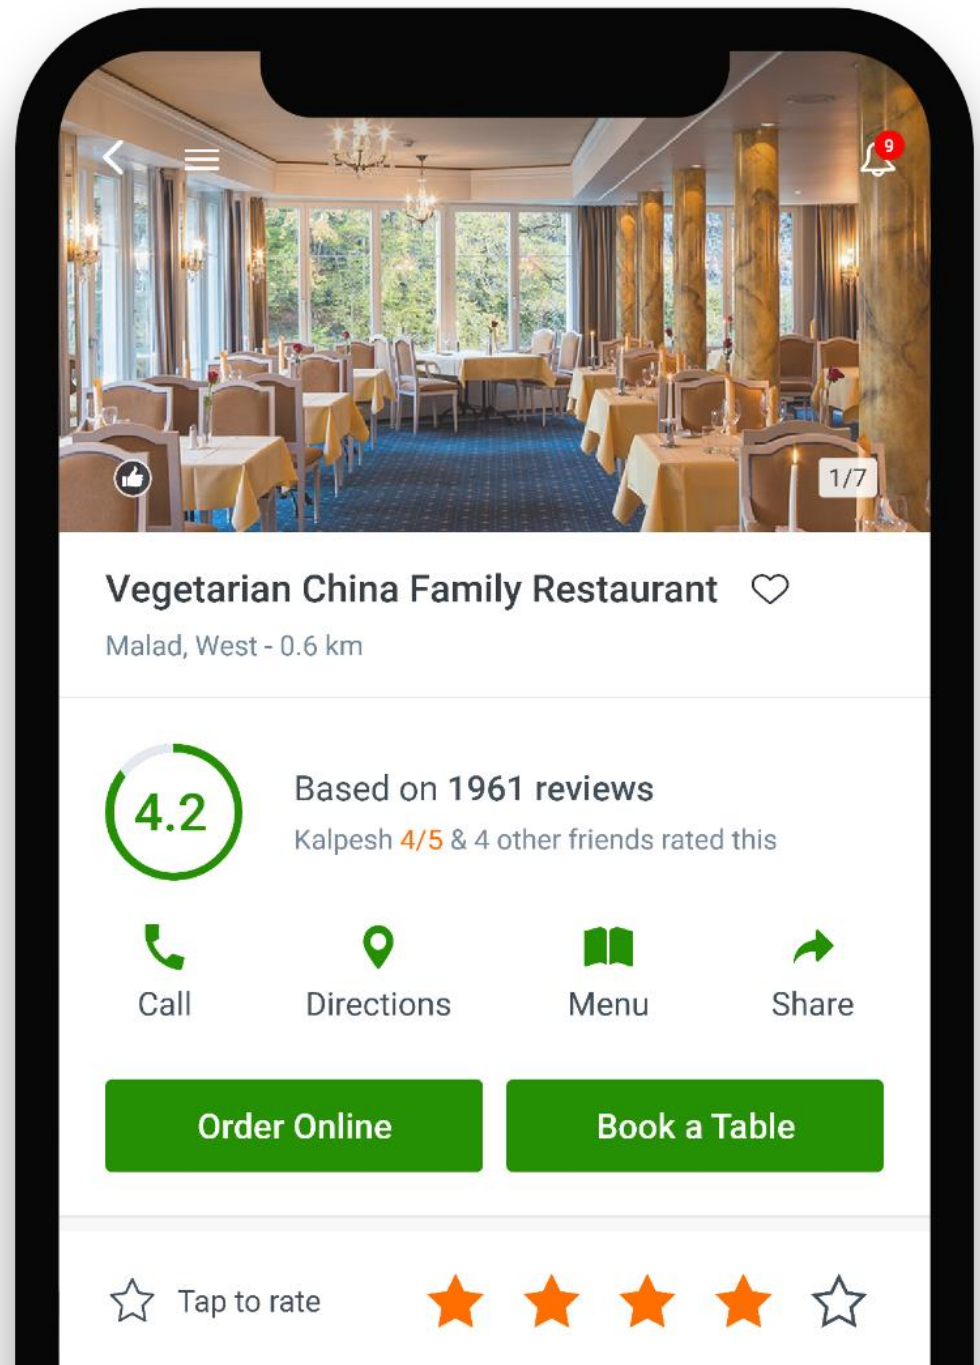 9
1/7
Vegetarian China Family Restaurant
Malad, West - 0.6 km
4.2
Based on 1961 reviews
Kalpesh 4/5 & 4 other friends rated this
Call Directions Menu Share
Order Online Book a Table
Tap to rate